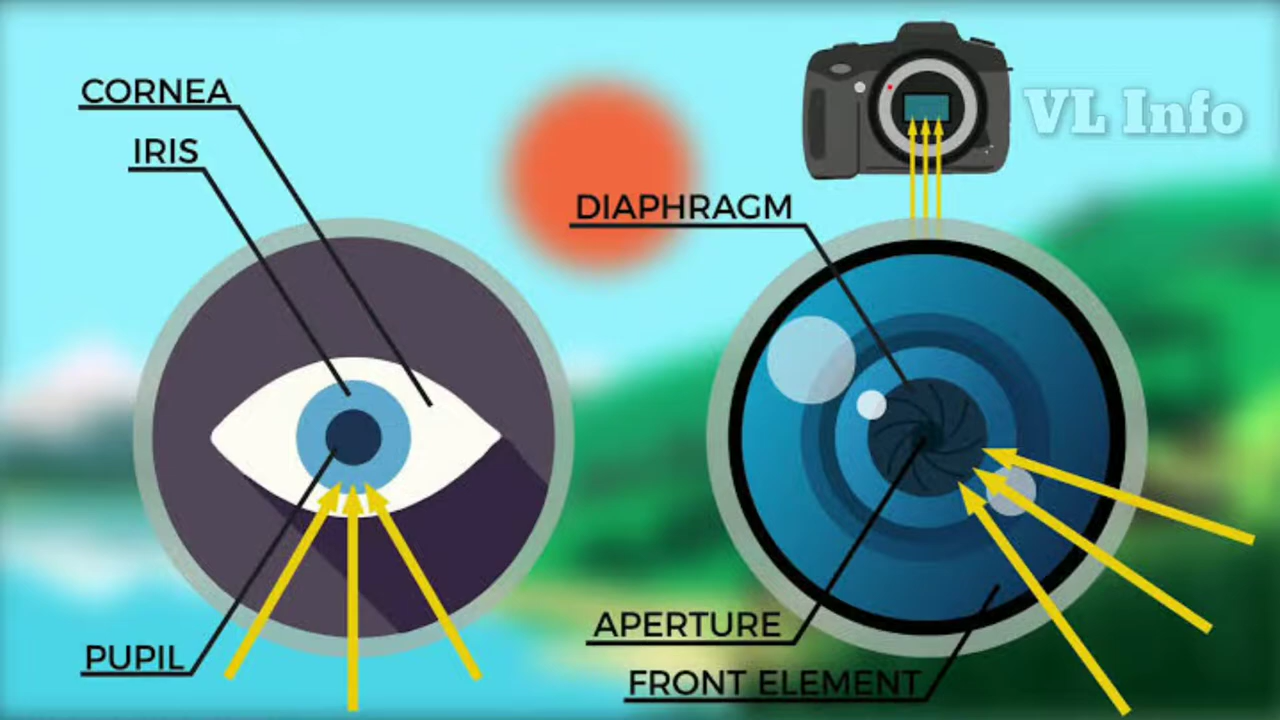 CORNEA
IRIS
PUPIL
VL Info
DIAPHRAGM
APERTURE
FRONT ELEMENT